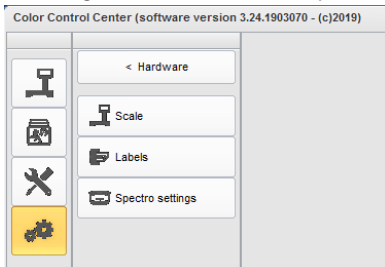 Color Control Center (software version 3.24.1903070 - (c)2019)
< Hardware
Scale
Labels
Spectro settings